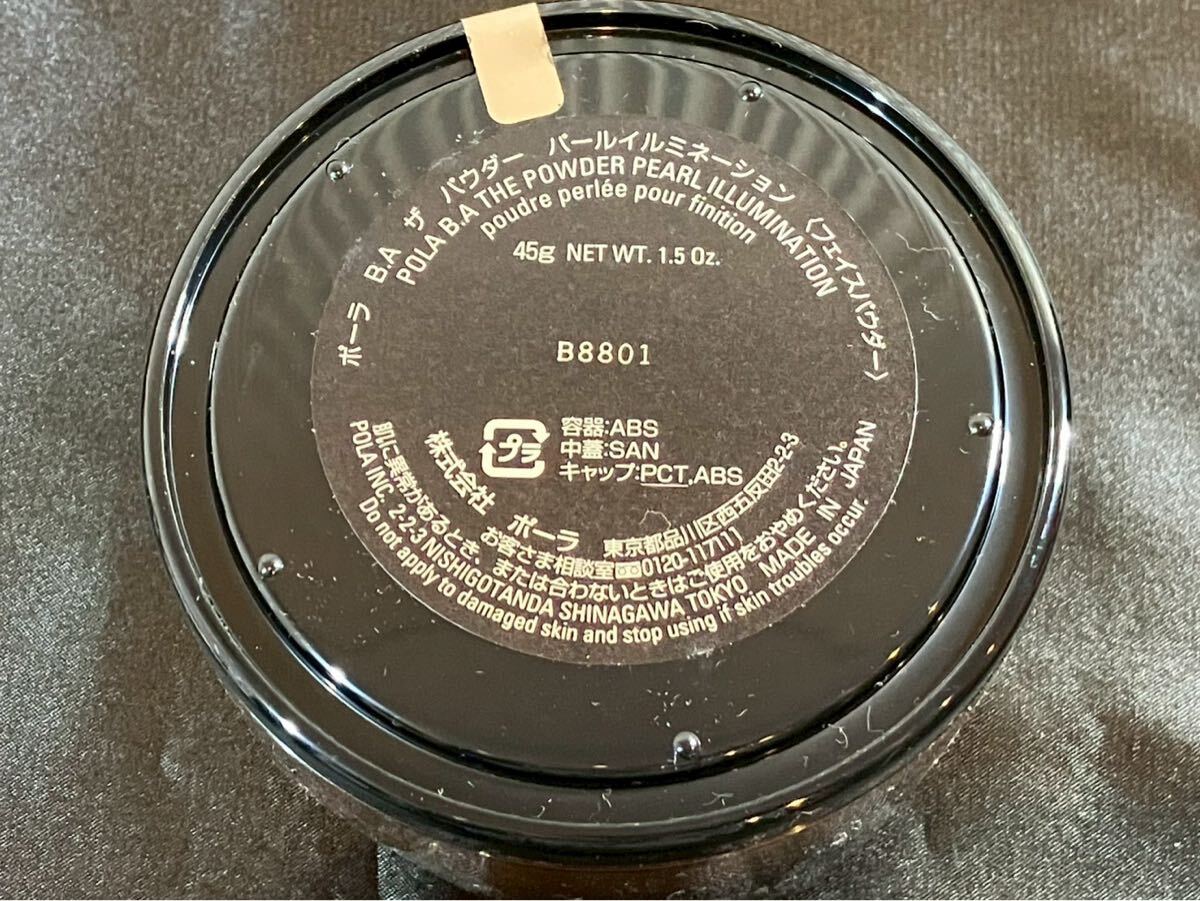 ポーラ B.A ザ パウダー パールイルミネーション 〈フェイスパウダー〉
POLA B.A THE POWDER PEARL ILLUMINATION
poudre perlée pour finition
45g NET WT. 1.5 Oz.
B8801
プラ
容器:ABS
中蓋:SAN
キャップ:PCT,ABS
株式会社 ポーラ 東京都品川区西五反田2-2-3
お客さま相談室 0120-117111
肌に異常があるとき、または合わないときはご使用をおやめください。
POLA INC. 2-2-3 NISHIGOTANDA SHINAGAWA TOKYO MADE IN JAPAN
Do not apply to damaged skin and stop using if skin troubles occur.